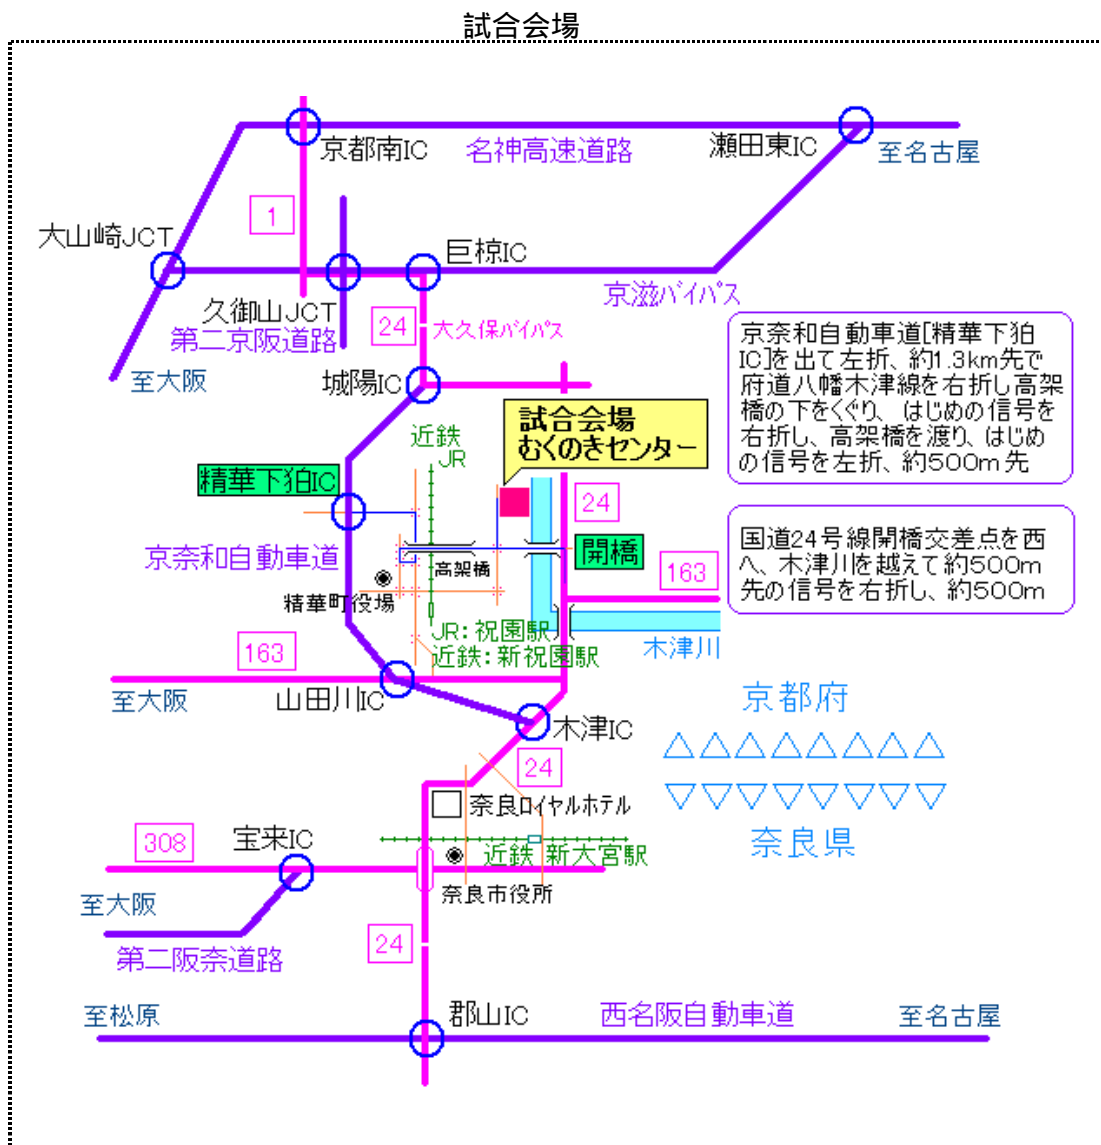 試合会場
京都南IC
名神高速道路
瀬田東IC
至名古屋
1
大山崎JCT
巨椋IC
久御山JCT
京滋バイパス
第二京阪道路
24
大久保バイパス
至大阪
城陽IC
京奈和自動車道[精華下狛
IC]を出て左折、約1.3km先で
府道八幡木津線を右折し高架
橋の下をくぐり、はじめの信号を
右折し、高架橋を渡り、はじめ
の信号を左折、約500m先
試合会場
むくのきセンター
近鉄
JR
精華下狛IC
24
京奈和自動車道
高架橋
開橋
163
国道24号線開橋交差点を西
へ、木津川を越えて約500m
先の信号を右折し、約500m
精華町役場
JR:祝園駅
近鉄:新祝園駅
木津川
163
至大阪
山田川IC
木津IC
京都府
24
奈良ロイヤルホテル
奈良県
308
宝来IC
近鉄 新大宮駅
奈良市役所
至大阪
第二阪奈道路
24
至松原
郡山IC
西名阪自動車道
至名古屋